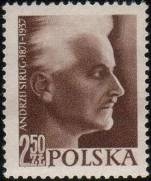 ANDRZEJ STRUG · 1871-1937
2.50 ZŁ
POLSKA